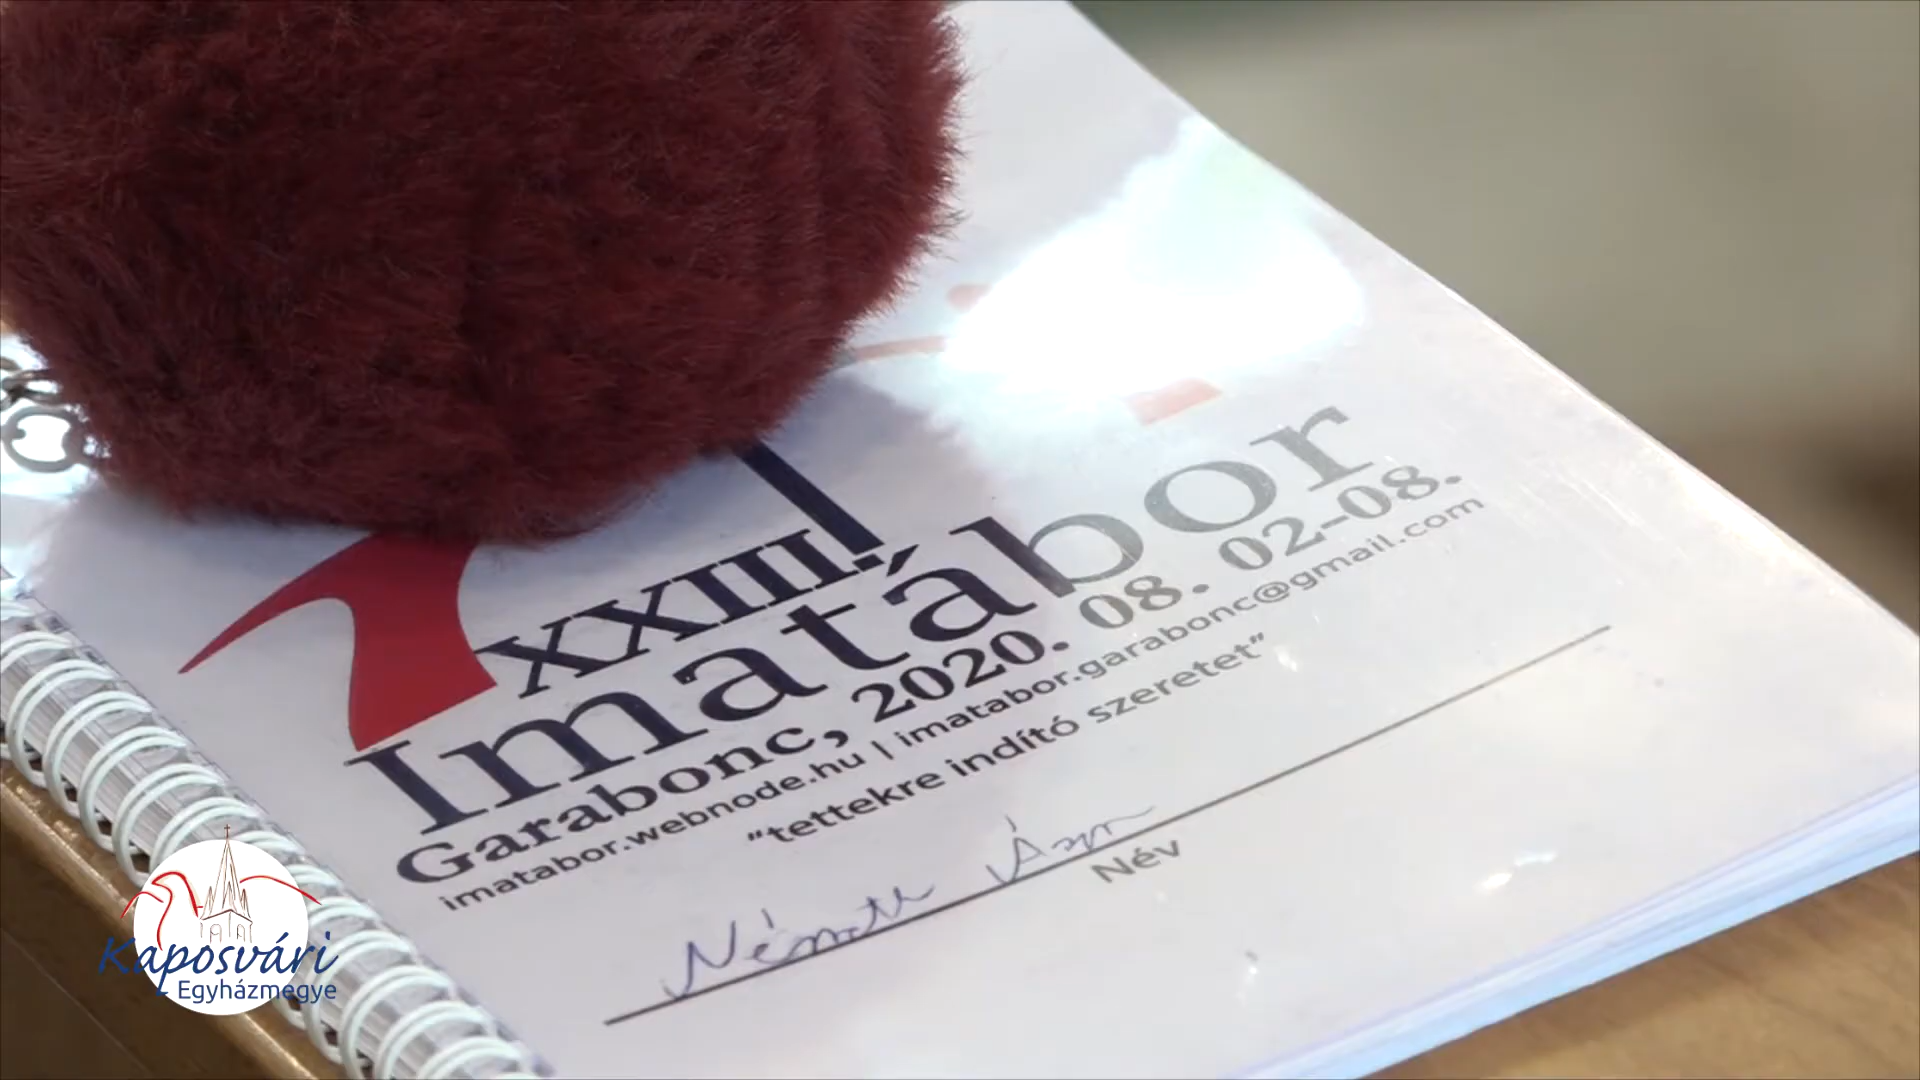 XXIII.
Imatábor
Garabonc, 2020. 08. 02-08.
imatabor.webnode.hu | imatabor.garabonc@gmail.com
"tettekre indító szeretet"
Németh
Név
Kaposvári
Egyházmegye